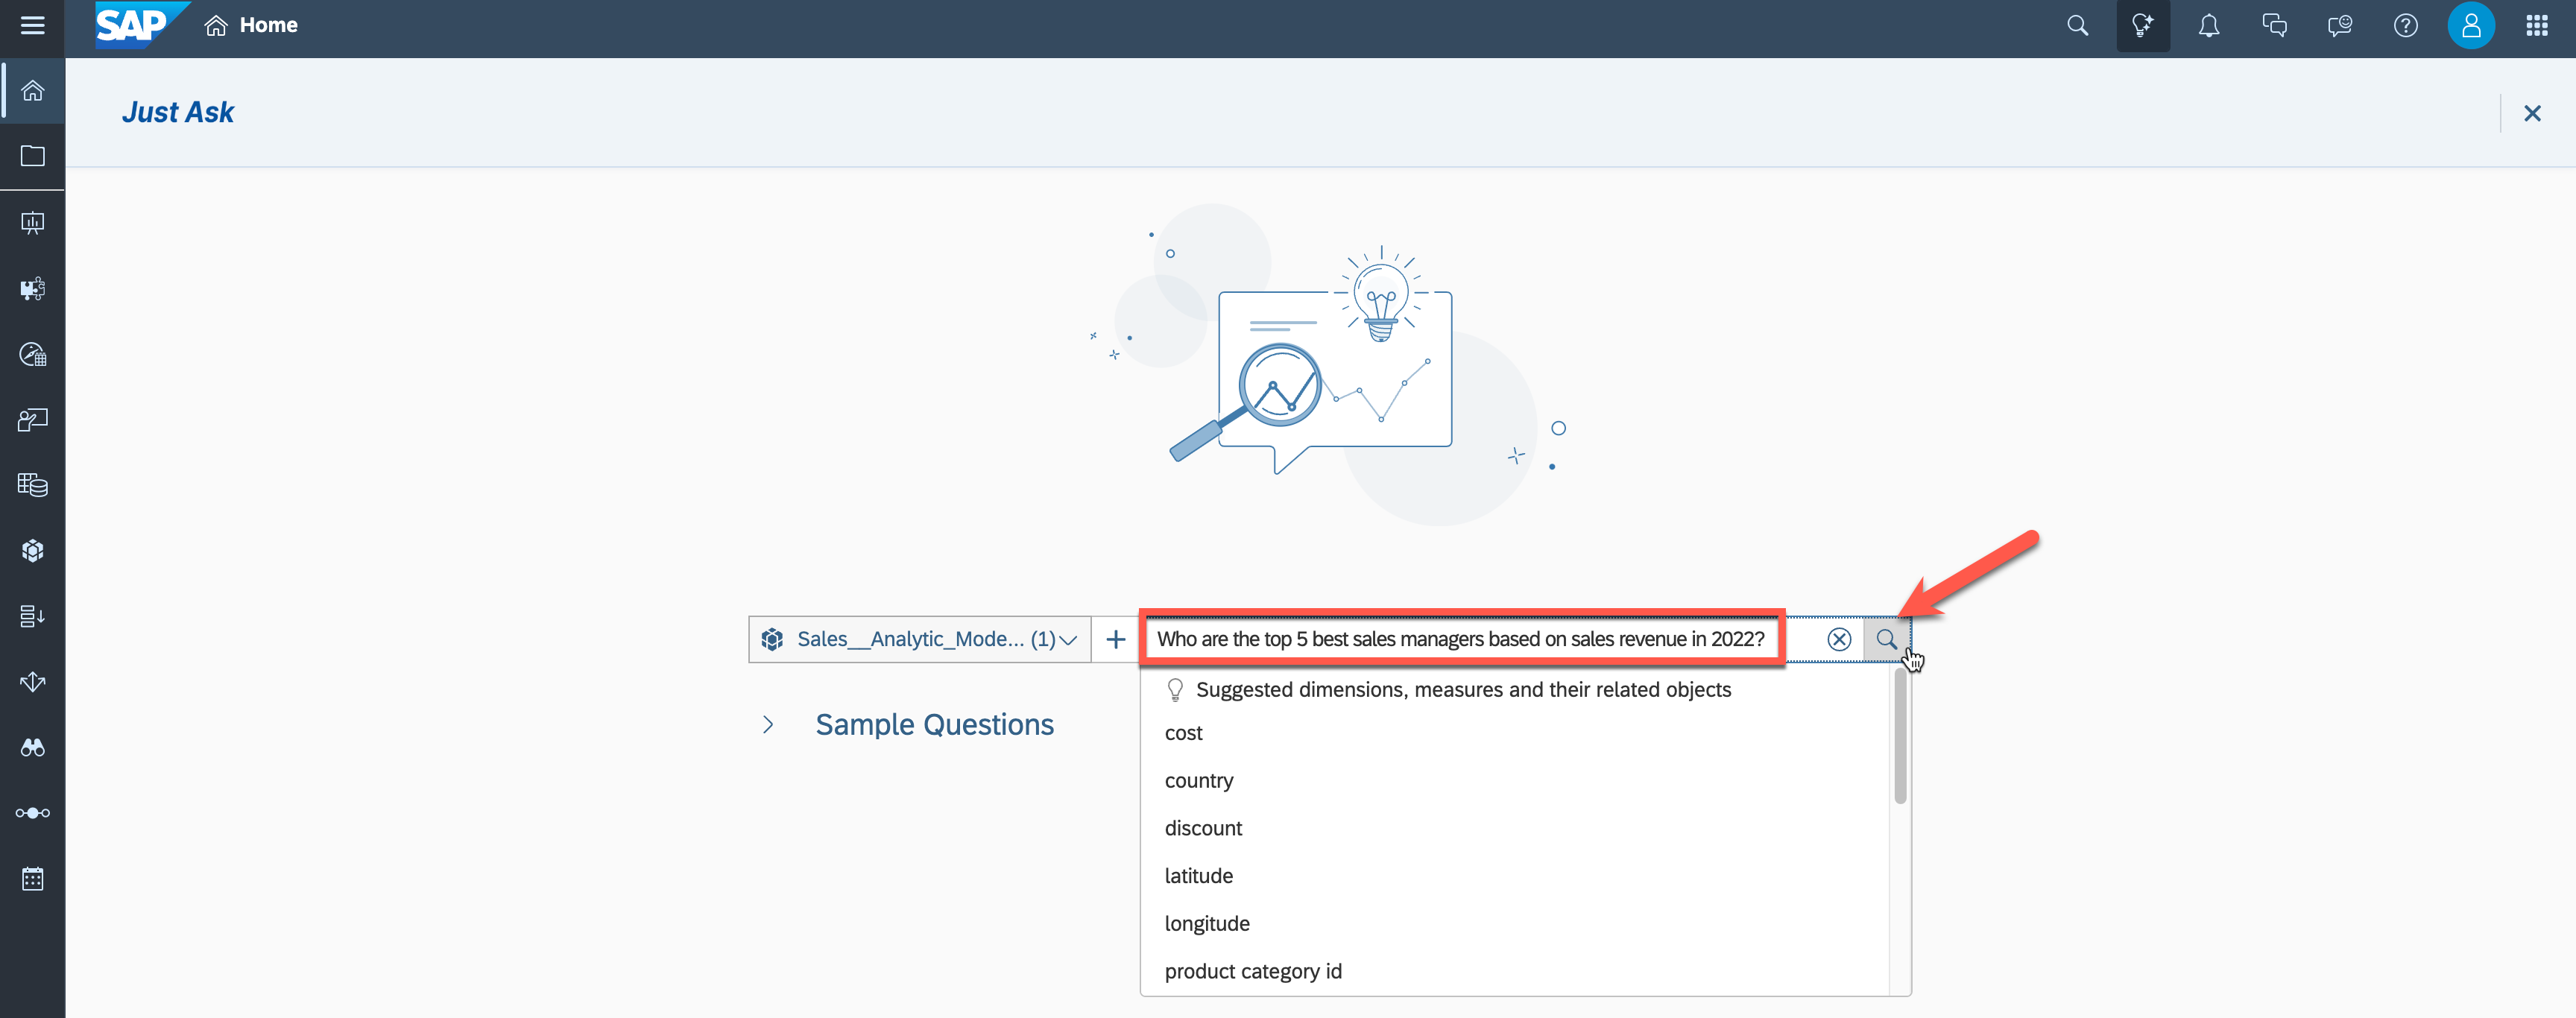 SAP
Home
Just Ask
Sales__Analytic_Mode... (1)
Who are the top 5 best sales managers based on sales revenue in 2022?
Suggested dimensions, measures and their related objects
Sample Questions
cost
country
discount
latitude
longitude
product category id